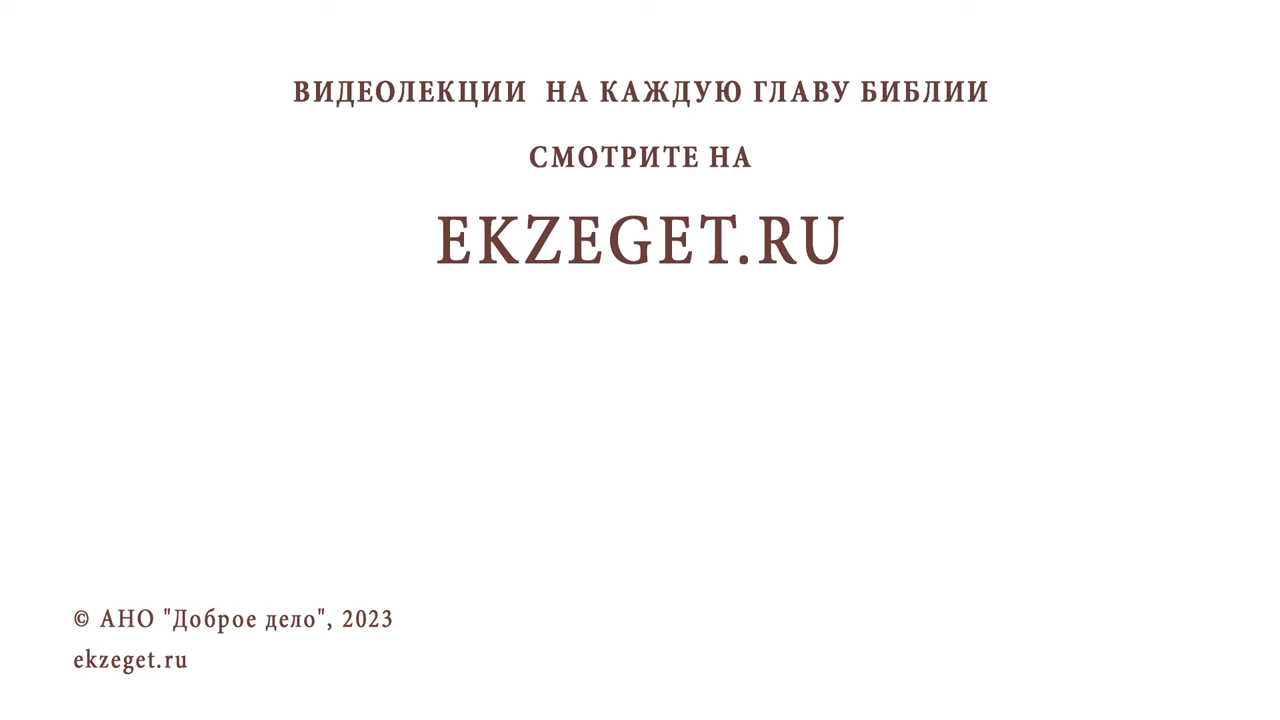 ВИДЕОЛЕКЦИИ НА КАЖДУЮ ГЛАВУ БИБЛИИ
СМОТРИТЕ НА
EKZEGET.RU
© АНО "Доброе дело", 2023
ekzeget.ru